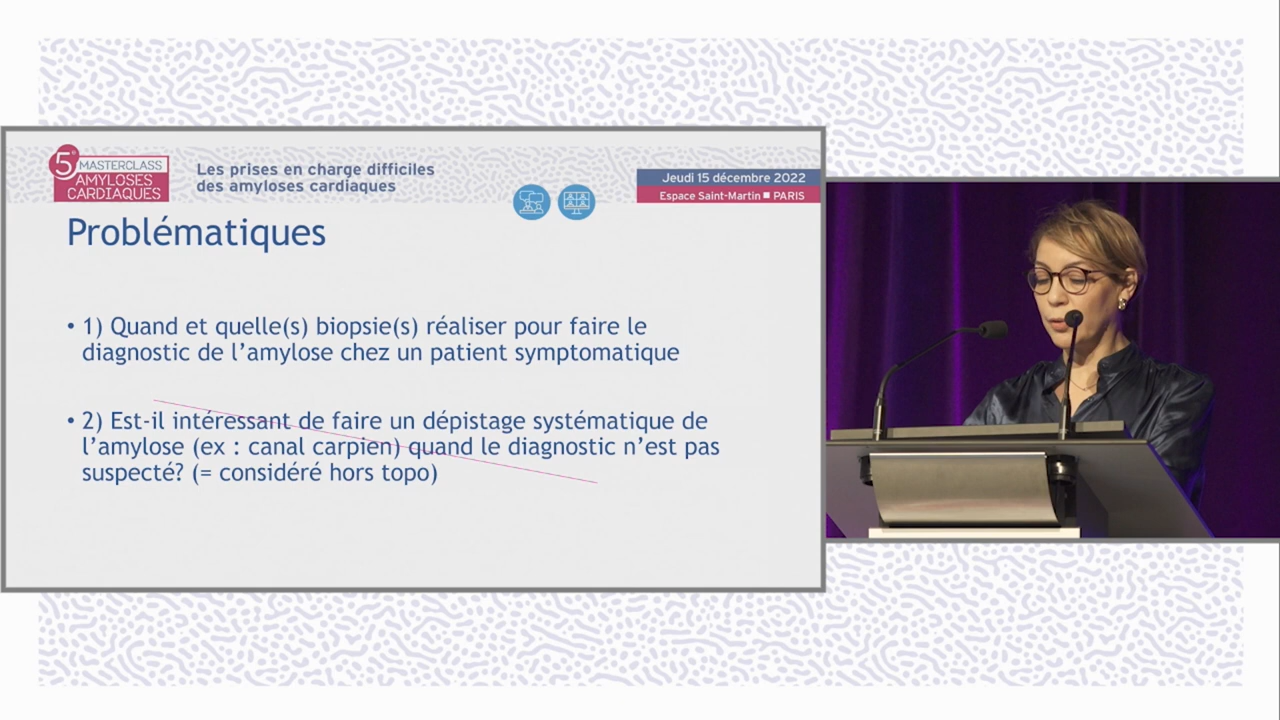 5e
MASTERCLASS
AMYLOSES
CARDIAQUES
Les prises en charge difficiles
des amyloses cardiaques
Jeudi 15 décembre 2022
Espace Saint-Martin ■ PARIS
Problématiques
• 1) Quand et quelle(s) biopsie(s) réaliser pour faire le
diagnostic de l’amylose chez un patient symptomatique
• 2) Est-il intéressant de faire un dépistage systématique de
l’amylose (ex : canal carpien) quand le diagnostic n’est pas
suspecté? (= considéré hors topo)